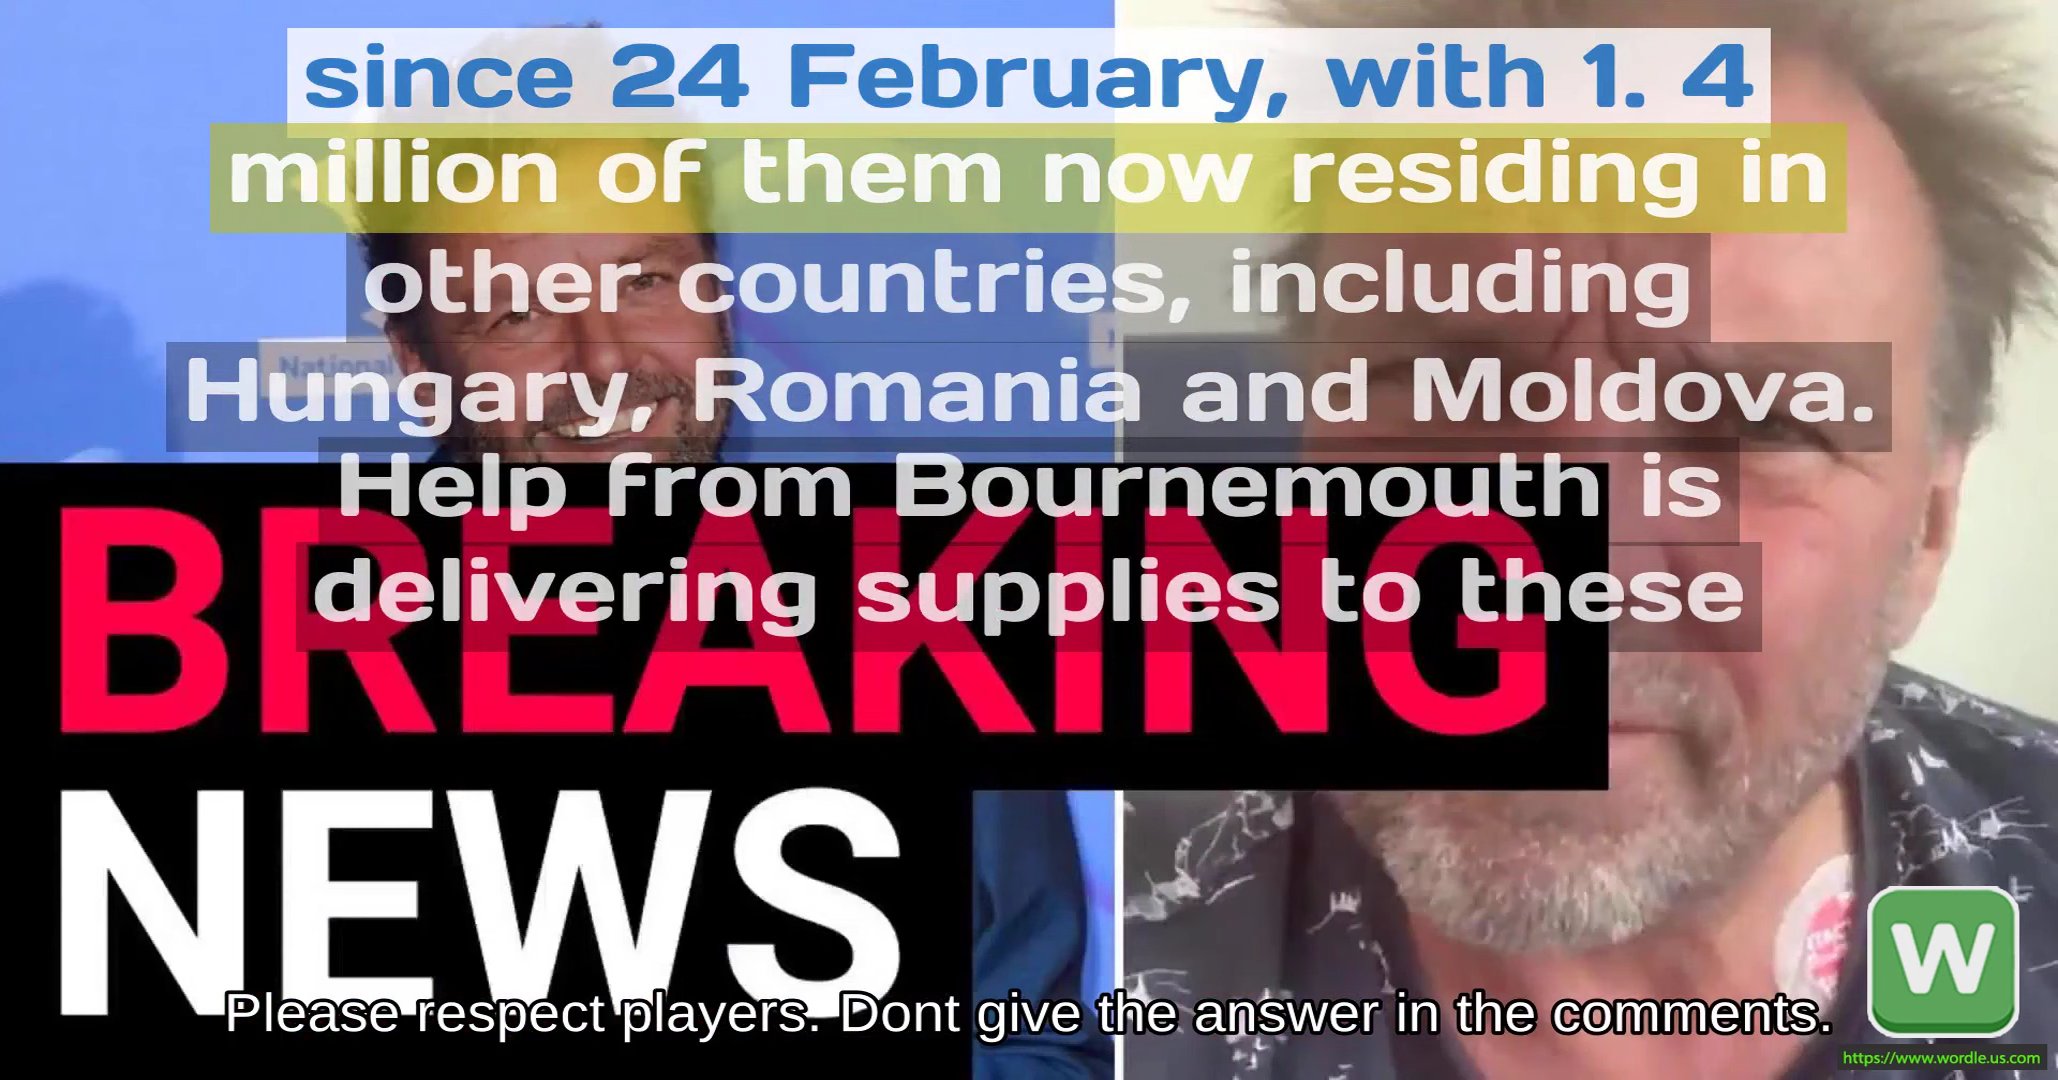 since 24 February, with 1. 4
million of them now residing in
other countries, including
Hungary, Romania and Moldova.
Help from Bournemouth is
delivering supplies to these
National
BREAKING
NEWS
Please respect players. Dont give the answer in the comments.
W
https://www.wordle.us.com